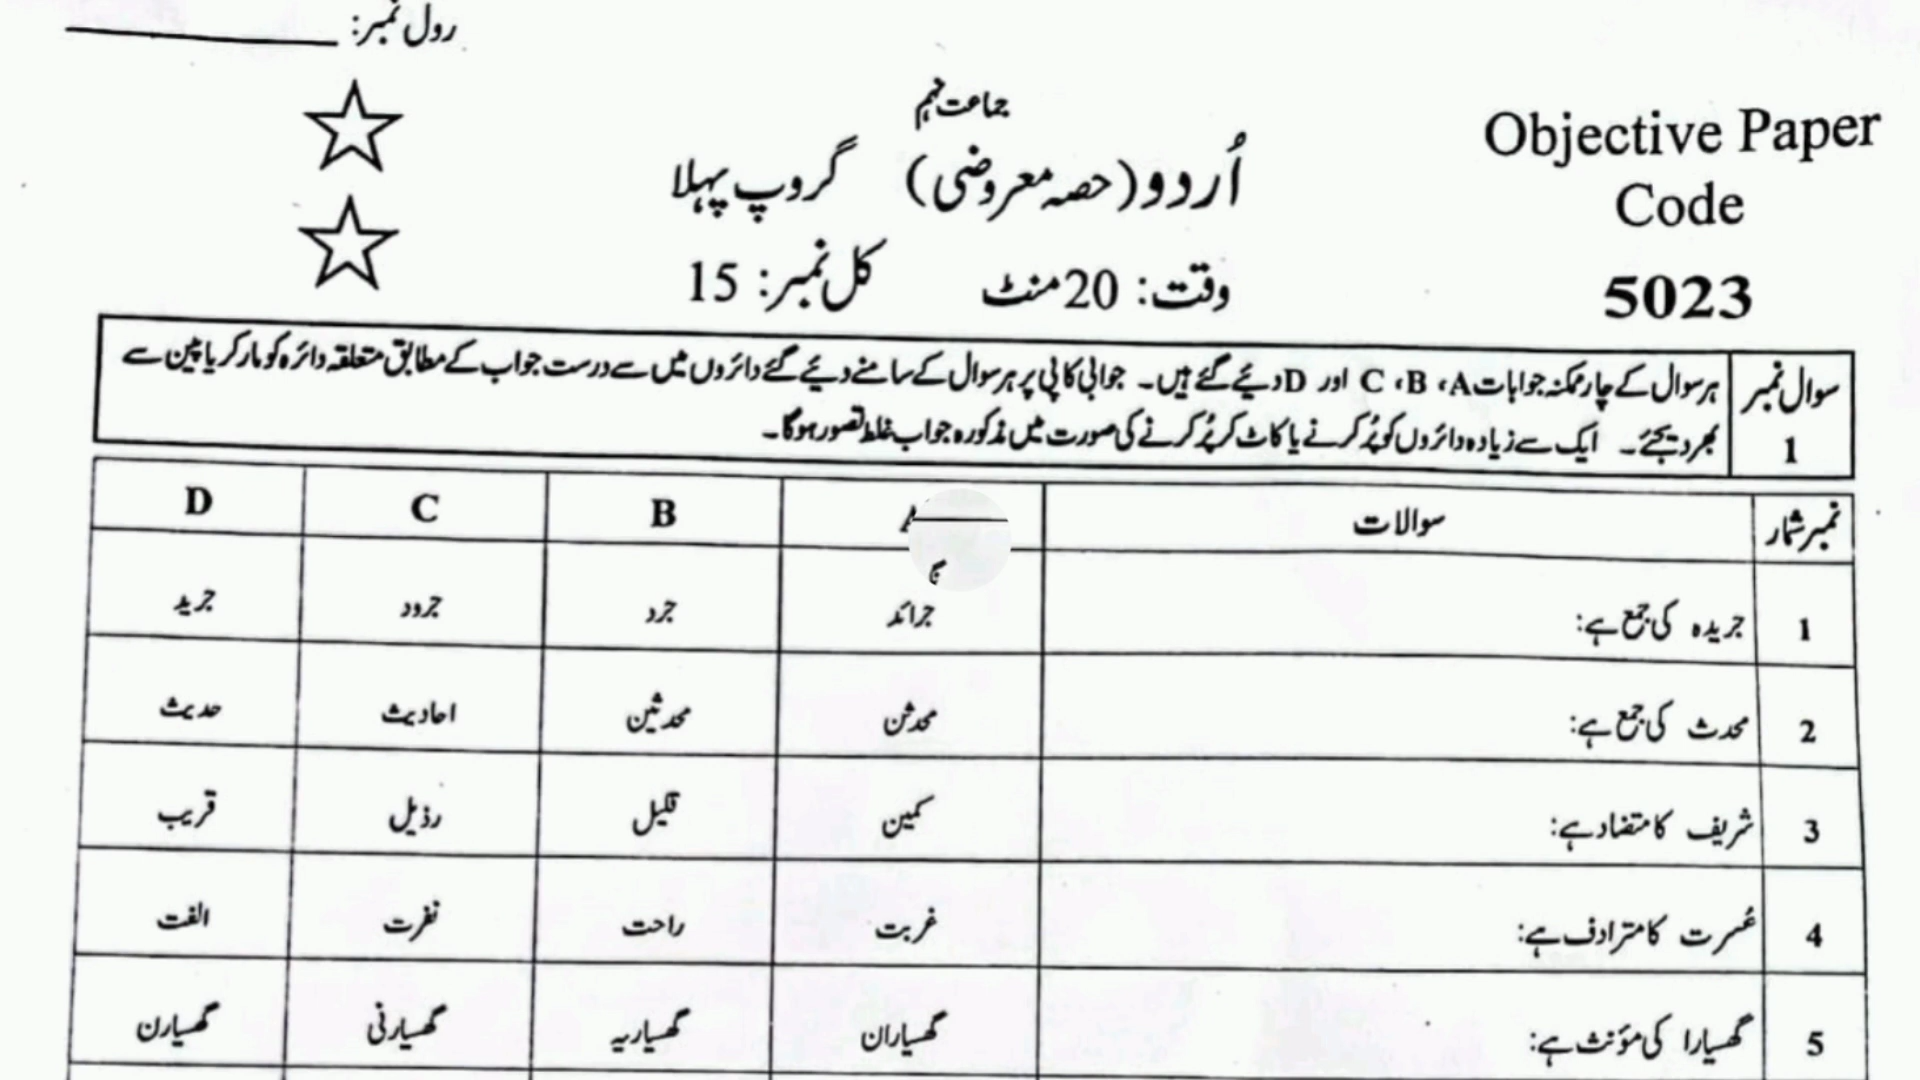 رول نمبر: ____________
جماعت نہم
اُردو (حصہ معروضی) گروپ پہلا
وقت: 20 منٹ کل نمبر: 15
Objective Paper
Code
5023
سوال نمبر 1
ہر سوال کے چار ممکنہ جوابات A، B، C اور D دئیے گئے ہیں۔ جوابی کاپی پر ہر سوال کے سامنے دئیے گئے دائروں میں سے درست جواب کے مطابق متعلقہ دائرہ کو مارکر یا پین سے
بھر دیجئے۔ ایک سے زیادہ دائروں کو پُر کرنے یا کاٹ کر پُر کرنے کی صورت میں مذکورہ جواب غلط تصور ہوگا۔
نمبر شمار سوالات A B C D
1 جریدہ کی جمع ہے: جرائد جرد جرود جرید
2 محدث کی جمع ہے: محدثن محدثین احادیث حدیث
3 شریف کا متضاد ہے: کمین قلیل رذیل قریب
4 عُسرت کا مترادف ہے: غربت راحت نفرت الفت
5 گھسیارا کی مؤنث ہے: گھسیاران گھسیاریہ گھسیارنی گھسیارن